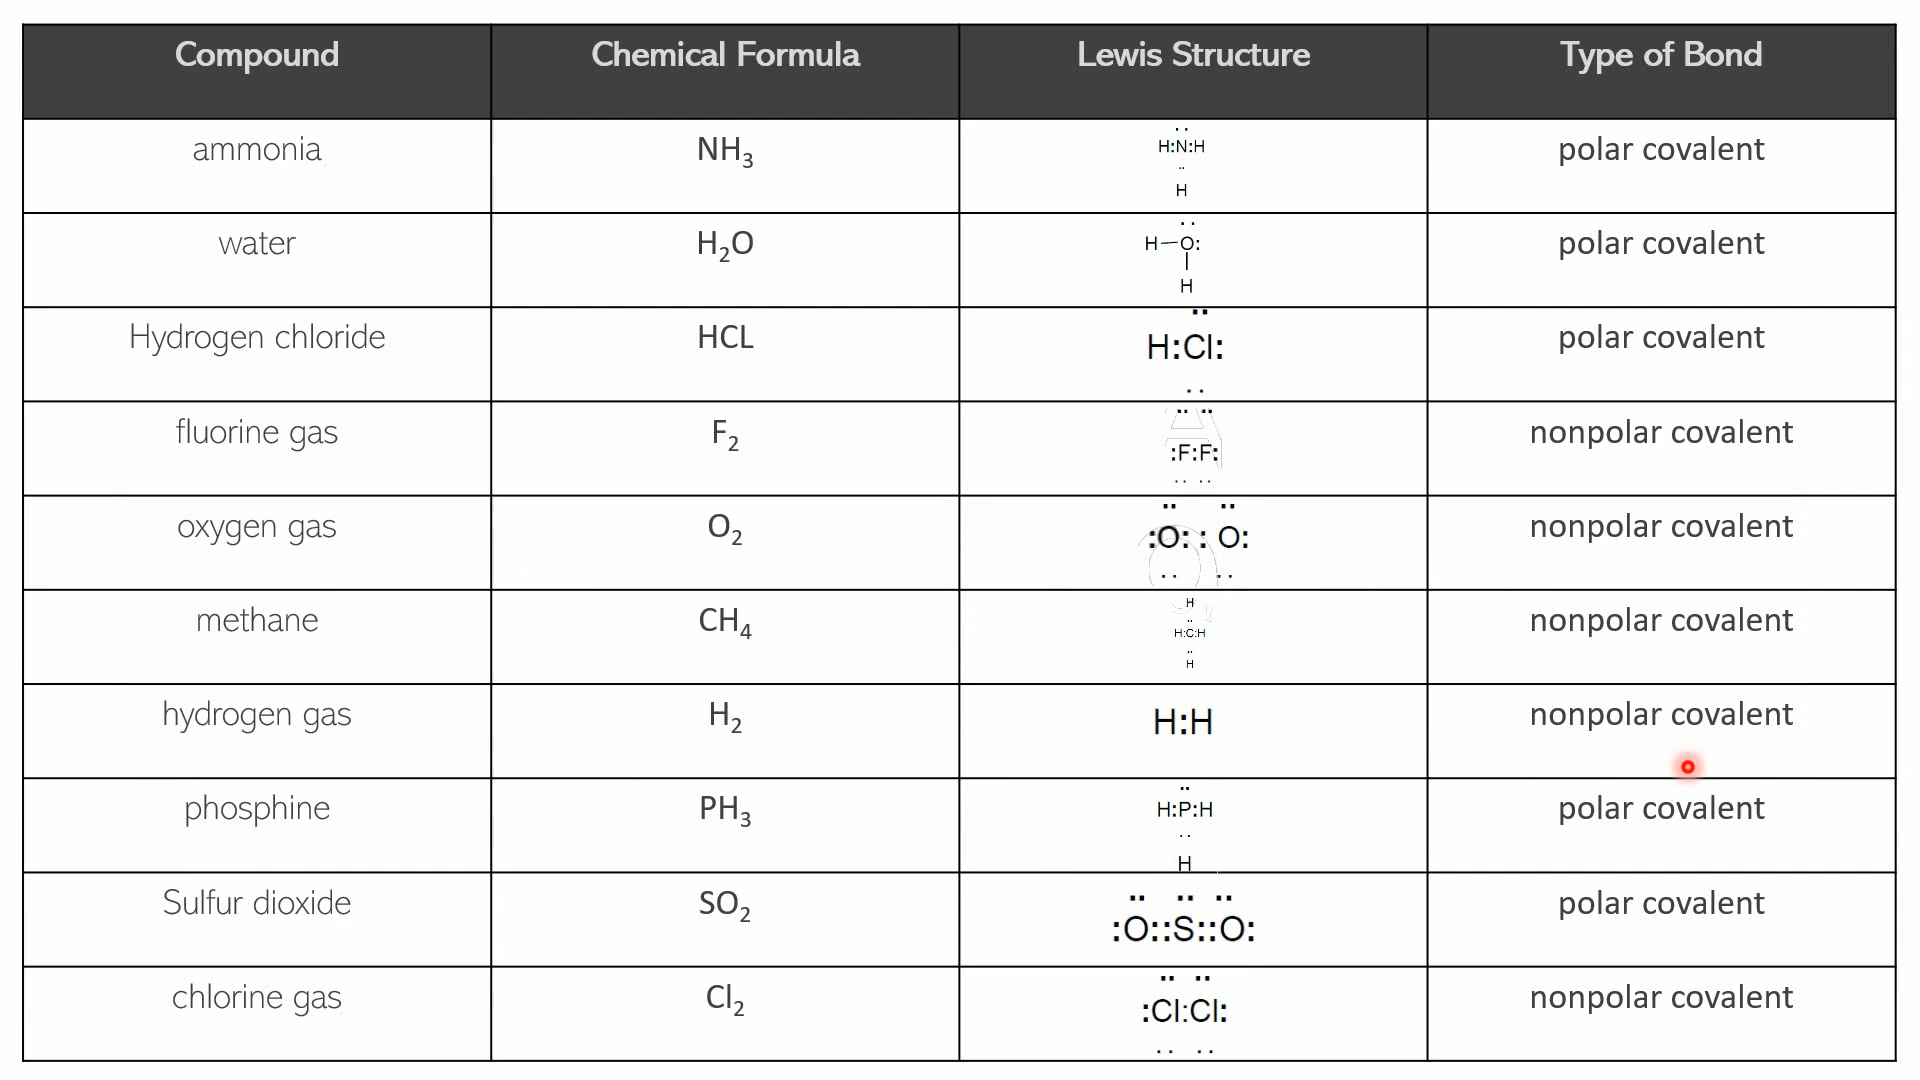 Compound Chemical Formula Lewis Structure Type of Bond
ammonia NH₃ H:N:H polar covalent
H
water H₂O H–O: polar covalent
H
Hydrogen chloride HCL H:Cl: polar covalent
fluorine gas F₂ :F:F: nonpolar covalent
oxygen gas O₂ :O: : O: nonpolar covalent
H
methane CH₄ H:C:H nonpolar covalent
H
hydrogen gas H₂ H:H nonpolar covalent
phosphine PH₃ H:P:H polar covalent
H
Sulfur dioxide SO₂ :O::S::O: polar covalent
chlorine gas Cl₂ :Cl:Cl: nonpolar covalent